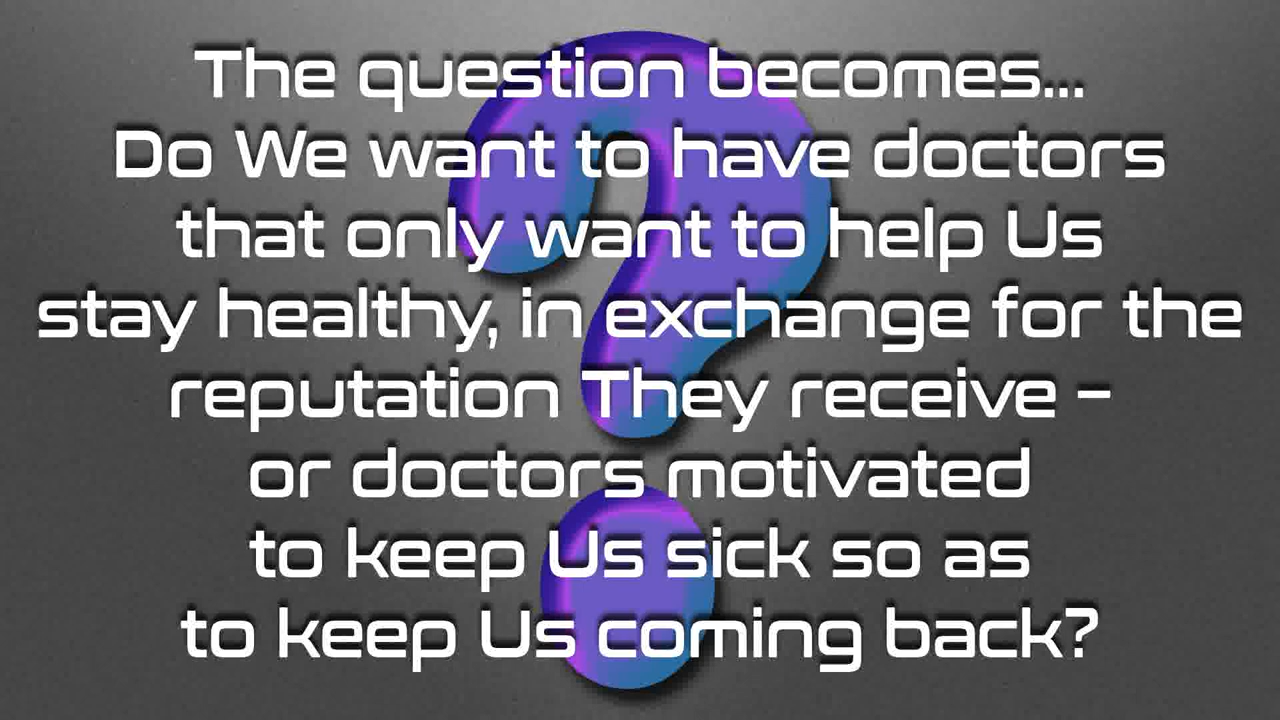 The question becomes...
Do We want to have doctors
that only want to help Us
stay healthy, in exchange for the
reputation They receive –
or doctors motivated
to keep Us sick so as
to keep Us coming back?